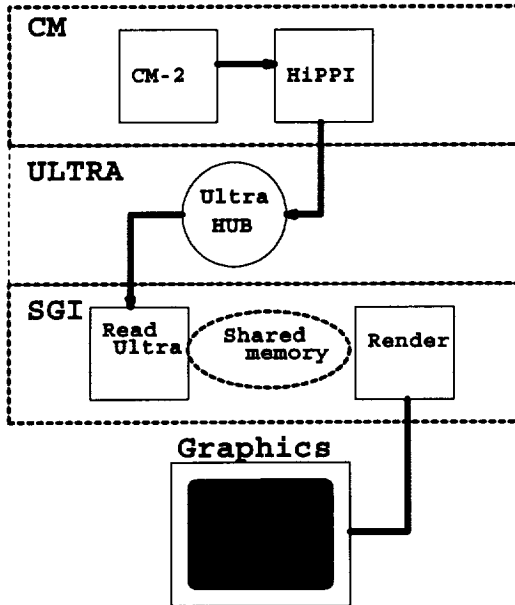 CM
CM-2
HiPPI
ULTRA
Ultra
HUB
SGI
Read
Ultra
Shared
memory
Render
Graphics